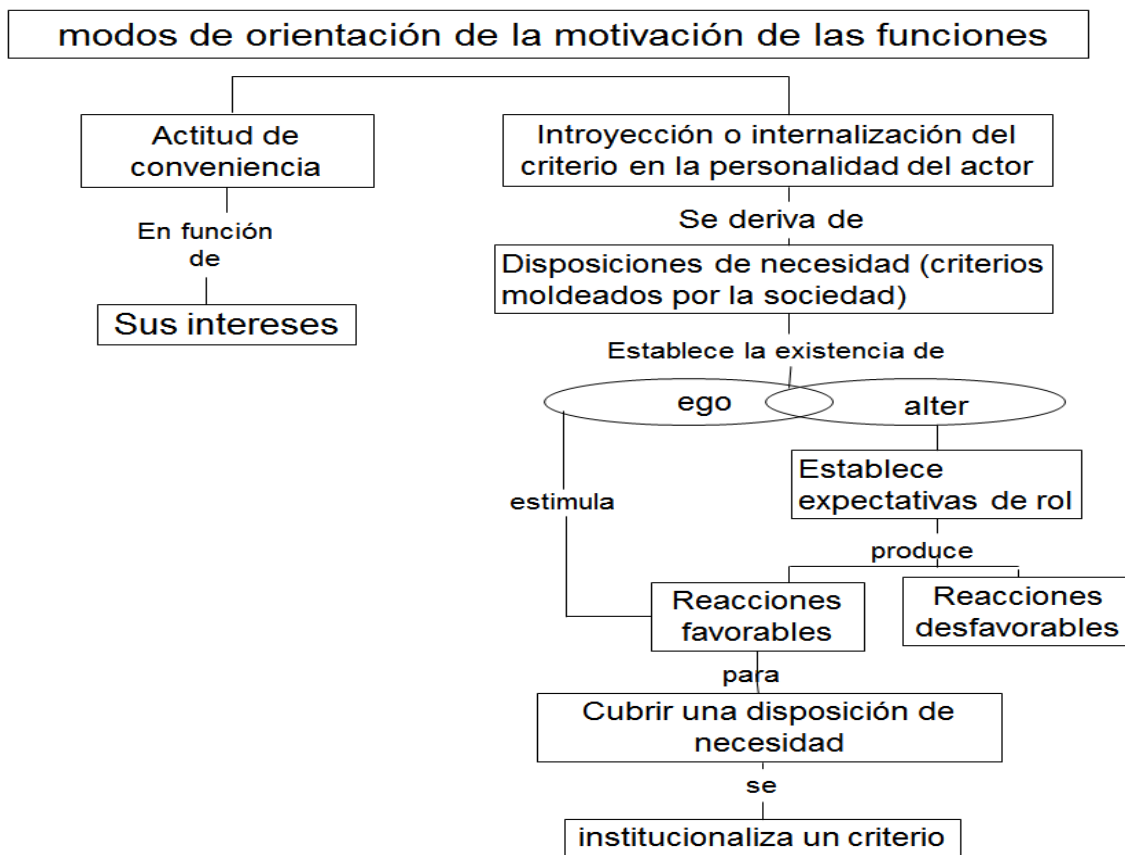 modos de orientación de la motivación de las funciones
Actitud de
conveniencia
En función
de
Sus intereses
Introyección o internalización del
criterio en la personalidad del actor
Se deriva de
Disposiciones de necesidad (criterios
moldeados por la sociedad)
Establece la existencia de
ego
alter
Establece
expectativas de rol
estimula
produce
Reacciones
favorables
Reacciones
desfavorables
para
Cubrir una disposición de
necesidad
se
institucionaliza un criterio